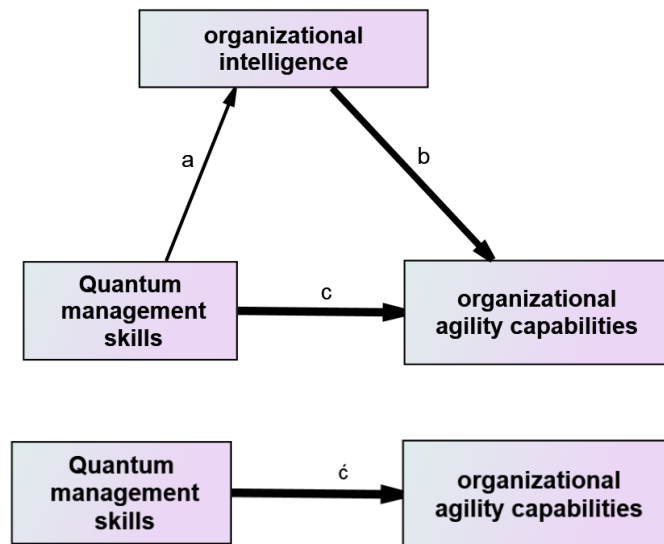 organizational
intelligence
a
b
Quantum
management
skills
c
organizational
agility capabilities
Quantum
management
skills
ć
organizational
agility capabilities